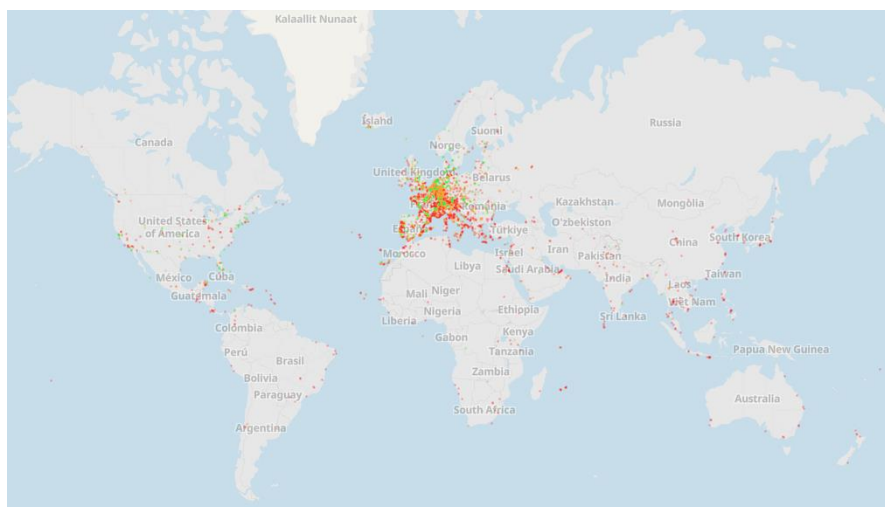 Kalaallit Nunaat
Ísland
Suomi
Norge
Russia
Canada
United Kingdom
Belarus
România
Kazakhstan
Mongolia
United States
of America
O'zbekiston
Türkiye
China
South Korea
Morocco
Israel
Iran
Pakistan
Libya
Saudi Arabia
Taiwan
México
Cuba
India
Laos
Guatemala
Mali
Niger
Việt Nam
Nigeria
Ethiopia
Liberia
Sri Lanka
Colombia
Gabon
Kenya
Perú
Brasil
Tanzania
Papua New Guinea
Bolivia
Zambia
Paraguay
Australia
South Africa
Argentina